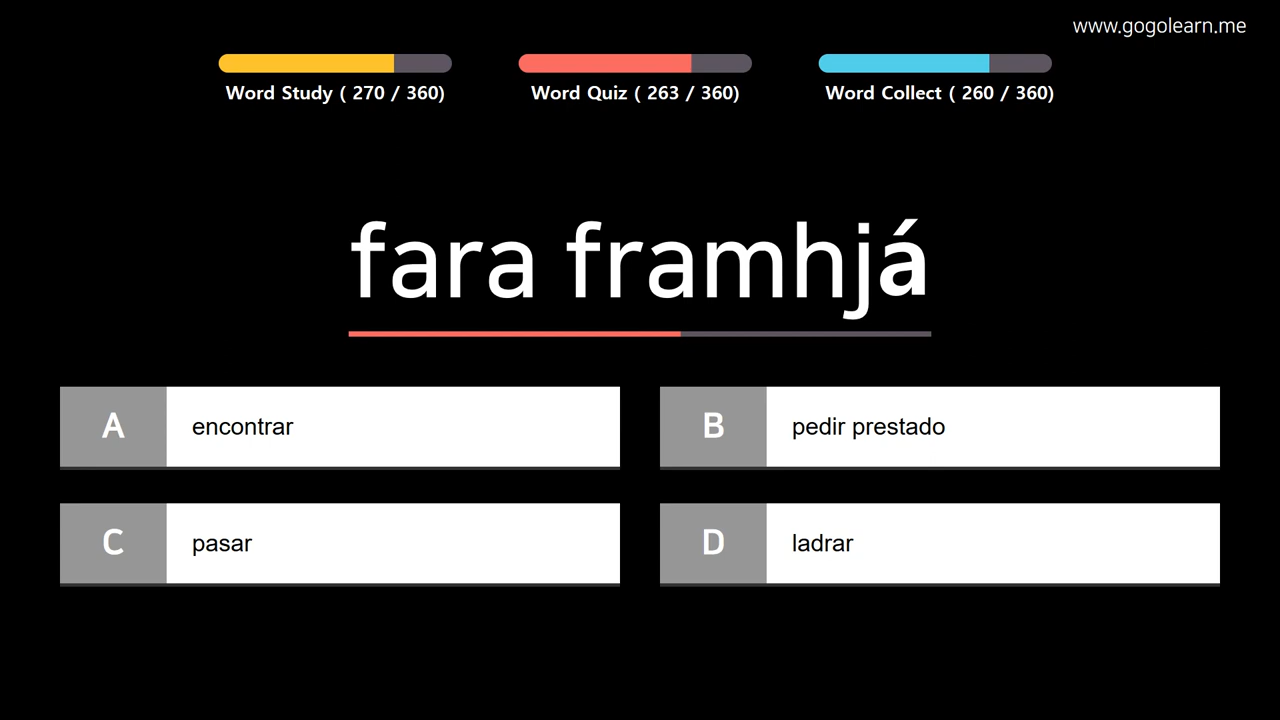 www.gogolearn.me
Word Study ( 270 / 360)
Word Quiz ( 263 / 360)
Word Collect ( 260 / 360)
fara framhjá
A encontrar
B pedir prestado
C pasar
D ladrar